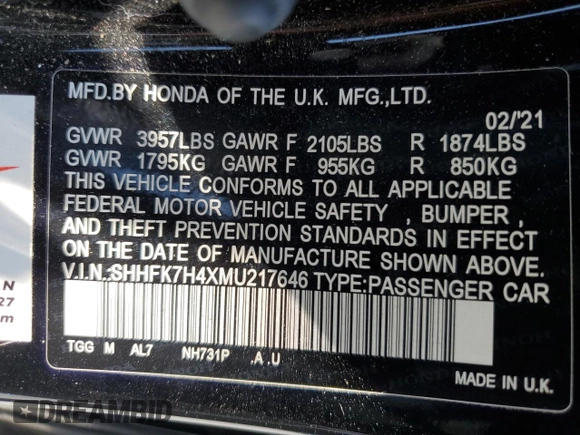 MFD.BY HONDA OF THE U.K. MFG.,LTD.
02/'21
GVWR 3957LBS GAWR F 2105LBS R 1874LBS
GVWR 1795KG GAWR F 955KG R 850KG
THIS VEHICLE CONFORMS TO ALL APPLICABLE
FEDERAL MOTOR VEHICLE SAFETY , BUMPER ,
AND THEFT PREVENTION STANDARDS IN EFFECT
ON THE DATE OF MANUFACTURE SHOWN ABOVE.
V.I.N.:SHHFK7H4XMU217646 TYPE:PASSENGER CAR
TGG M AL7 NH731P .A .U
MADE IN U.K.
N
27
m
DREAMBID